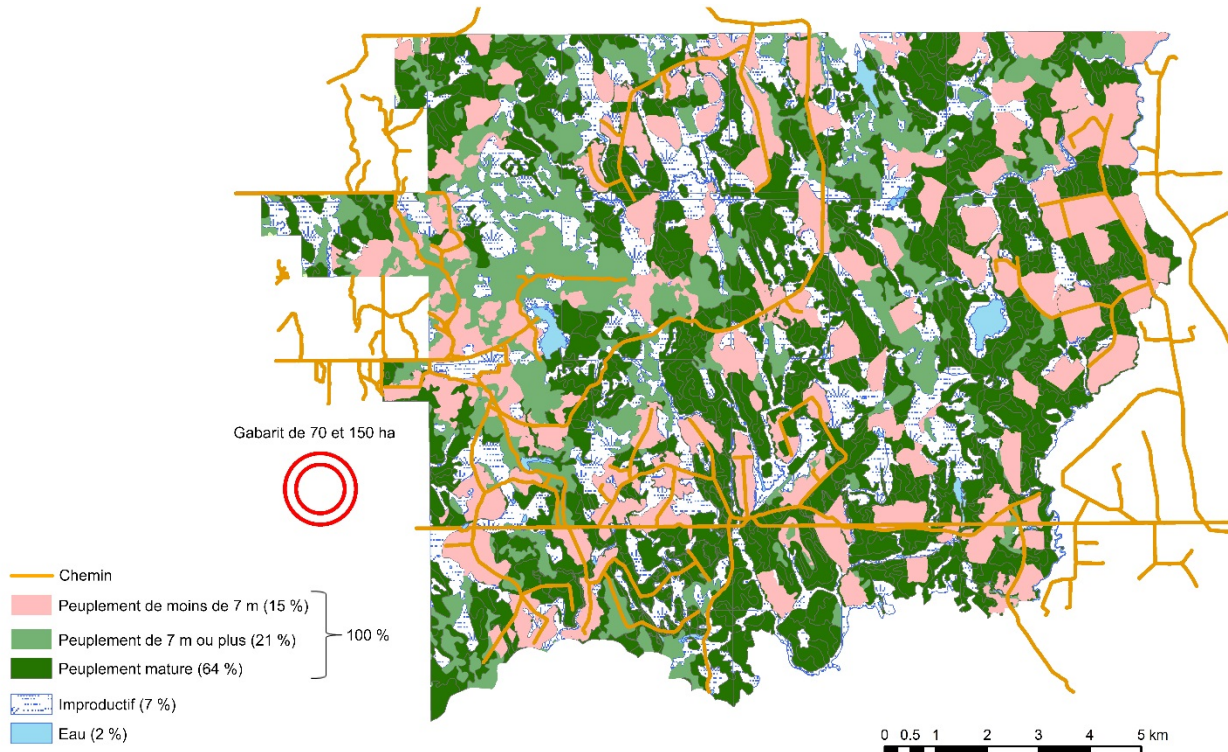 Gabarit de 70 et 150 ha
Chemin
Peuplement de moins de 7 m (15 %)
Peuplement de 7 m ou plus (21 %)
100 %
Peuplement mature (64 %)
Improductif (7 %)
Eau (2 %)
0 0.5 1 2 3 4 5 km